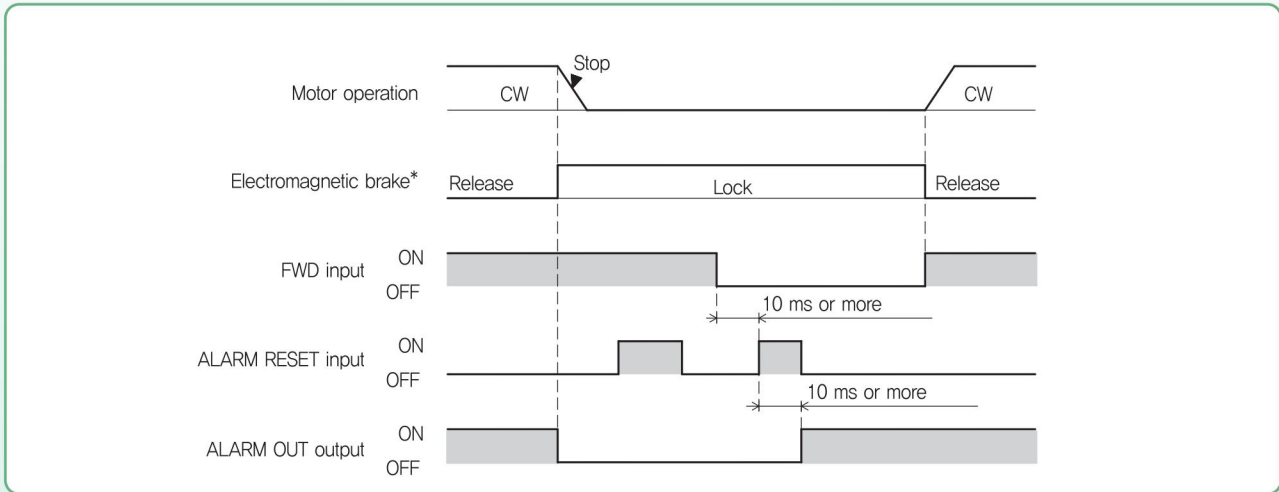 Stop
Motor operation CW CW
Electromagnetic brake* Release Lock Release
FWD input ON
OFF
10 ms or more
ALARM RESET input ON
OFF
10 ms or more
ALARM OUT output ON
OFF